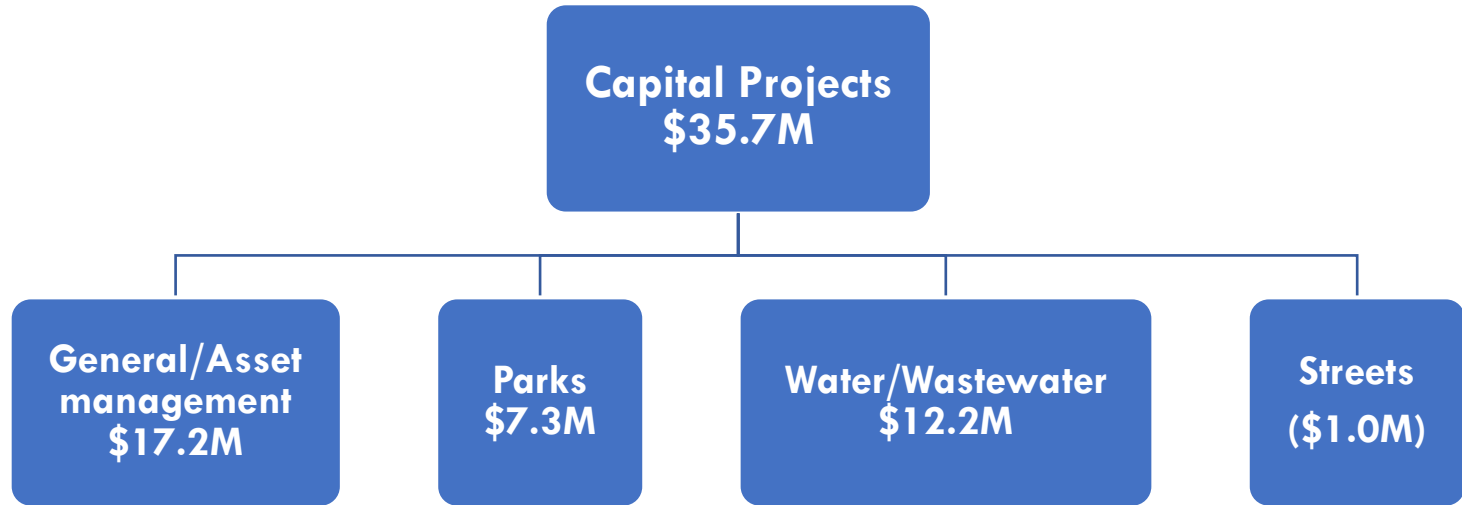 Capital Projects
$35.7M
General/Asset
management
$17.2M
Parks
$7.3M
Water/Wastewater
$12.2M
Streets
($1.0M)